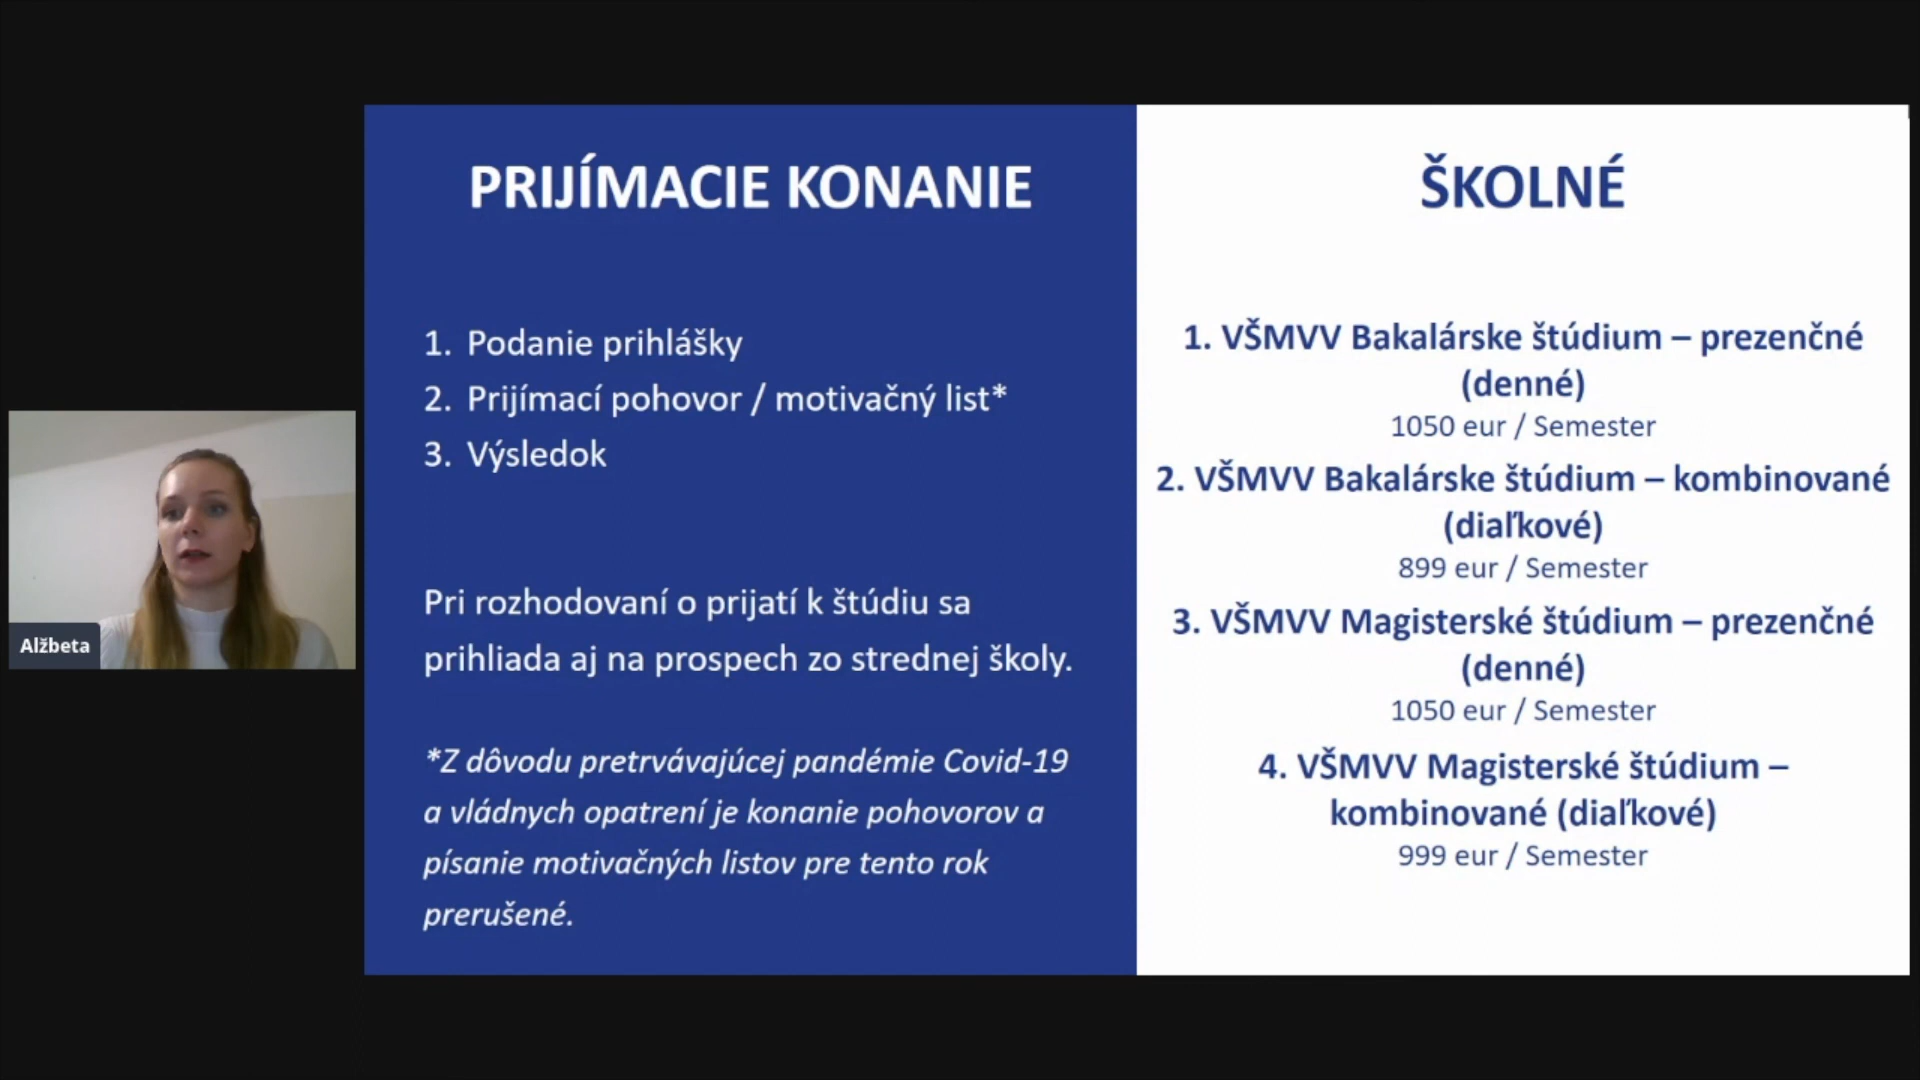 PRIJÍMACIE KONANIE
1. Podanie prihlášky
2. Prijímací pohovor / motivačný list*
3. Výsledok
Pri rozhodovaní o prijatí k štúdiu sa
prihliada aj na prospech zo strednej školy.
*Z dôvodu pretrvávajúcej pandémie Covid-19
a vládnych opatrení je konanie pohovorov a
písanie motivačných listov pre tento rok
prerušené.
ŠKOLNÉ
1. VŠMVV Bakalárske štúdium – prezenčné
(denné)
1050 eur / Semester
2. VŠMVV Bakalárske štúdium – kombinované
(diaľkové)
899 eur / Semester
3. VŠMVV Magisterské štúdium – prezenčné
(denné)
1050 eur / Semester
4. VŠMVV Magisterské štúdium –
kombinované (diaľkové)
999 eur / Semester
Alžbeta